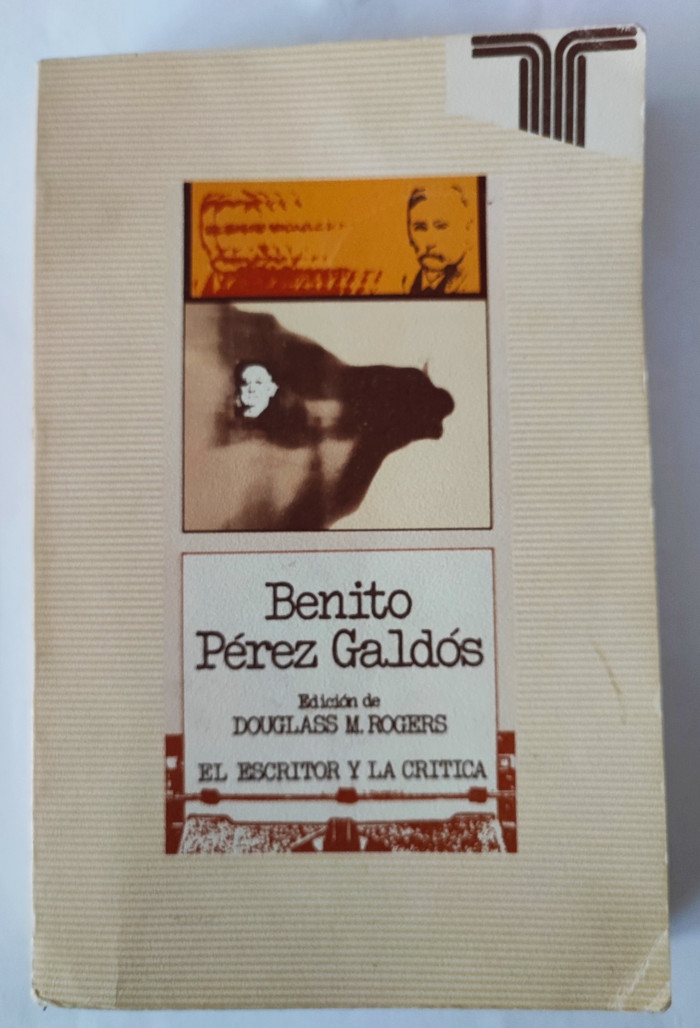 Benito
Pérez Galdós
Edición de
DOUGLASS M. ROGERS
EL ESCRITOR Y LA CRITICA